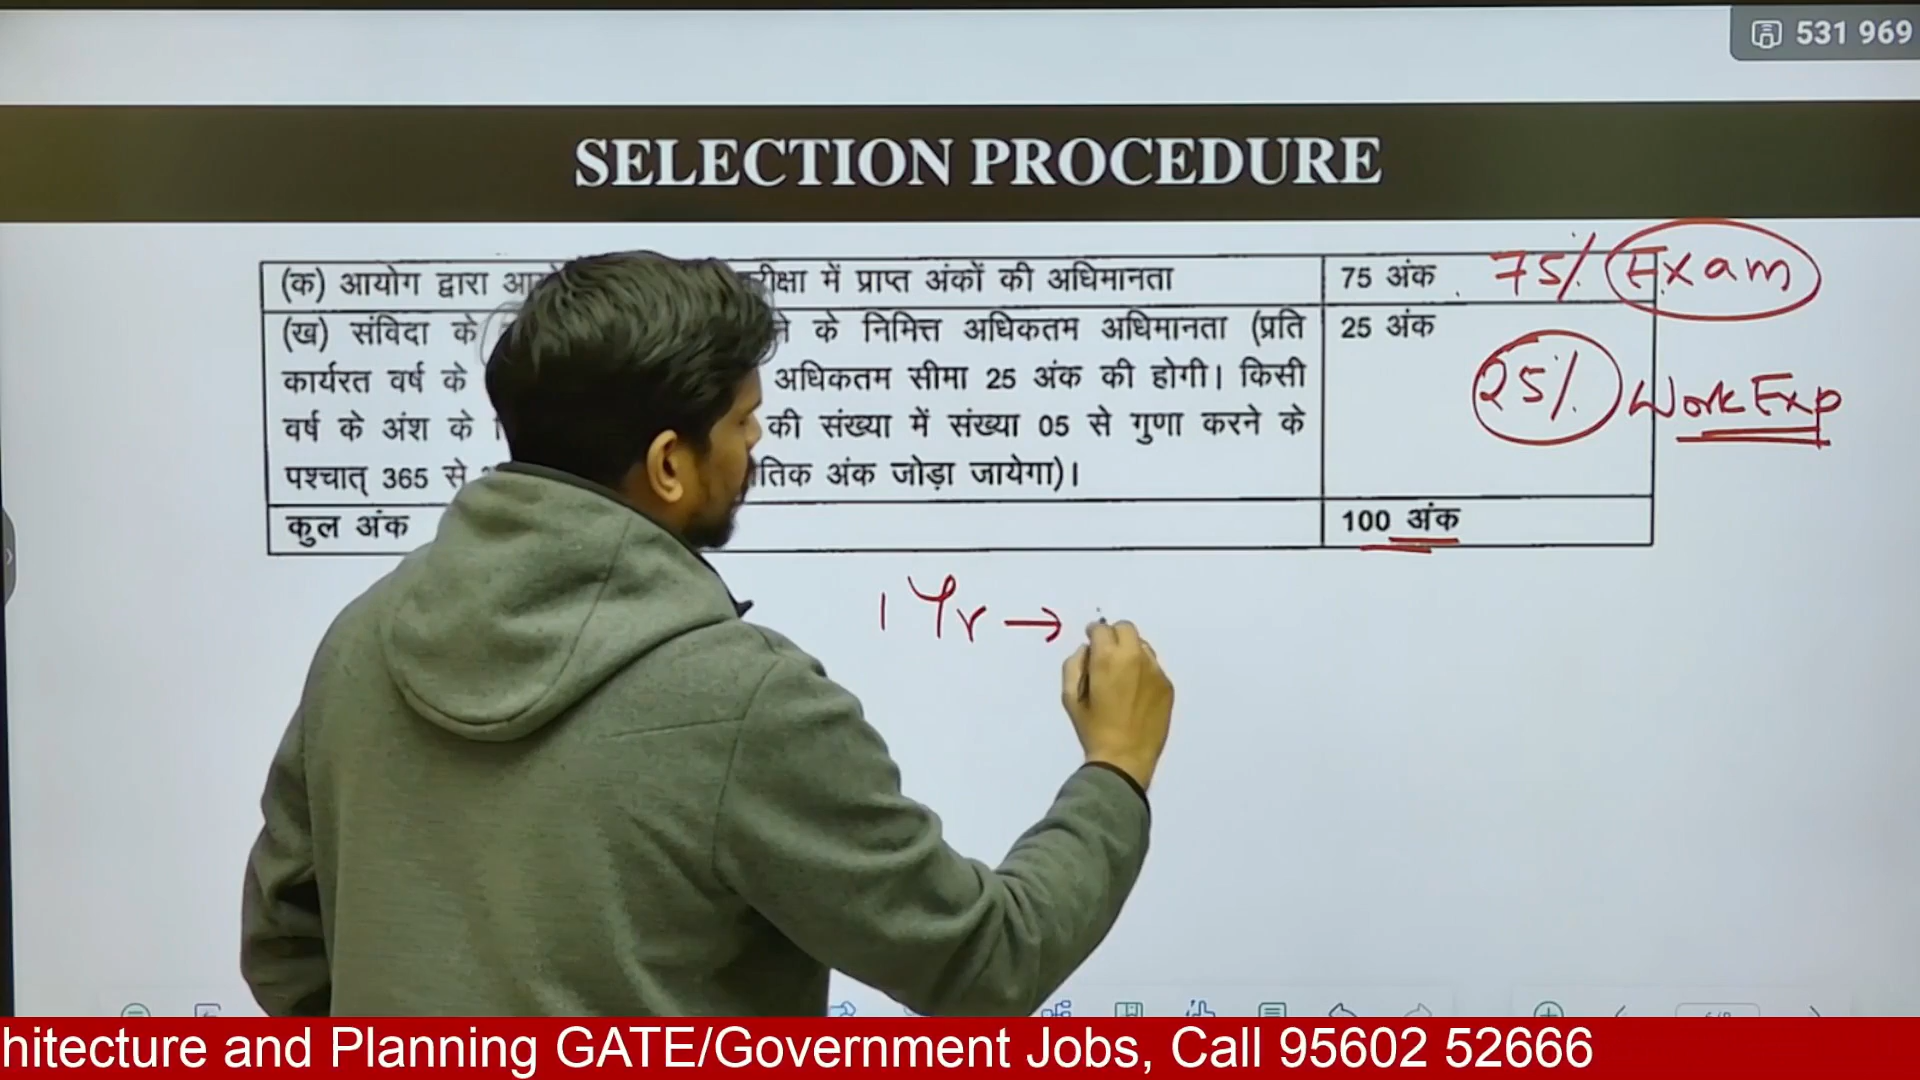 531 969
SELECTION PROCEDURE
(क) आयोग द्वारा में प्राप्त अंकों की अधिमानता 75 अंक 75% Exam
(ख) संविदा के के निमित्त अधिकतम अधिमानता (प्रति 25 अंक
कार्यरत वर्ष के अधिकतम सीमा 25 अंक की होगी। किसी 25% Work Exp
वर्ष के अंश के की संख्या में संख्या 05 से गुणा करने के
पश्चात् 365 से अंक जोड़ा जायेगा)।
कुल अंक 100 अंक
1 Yr →
hitecture and Planning GATE/Government Jobs, Call 95602 52666